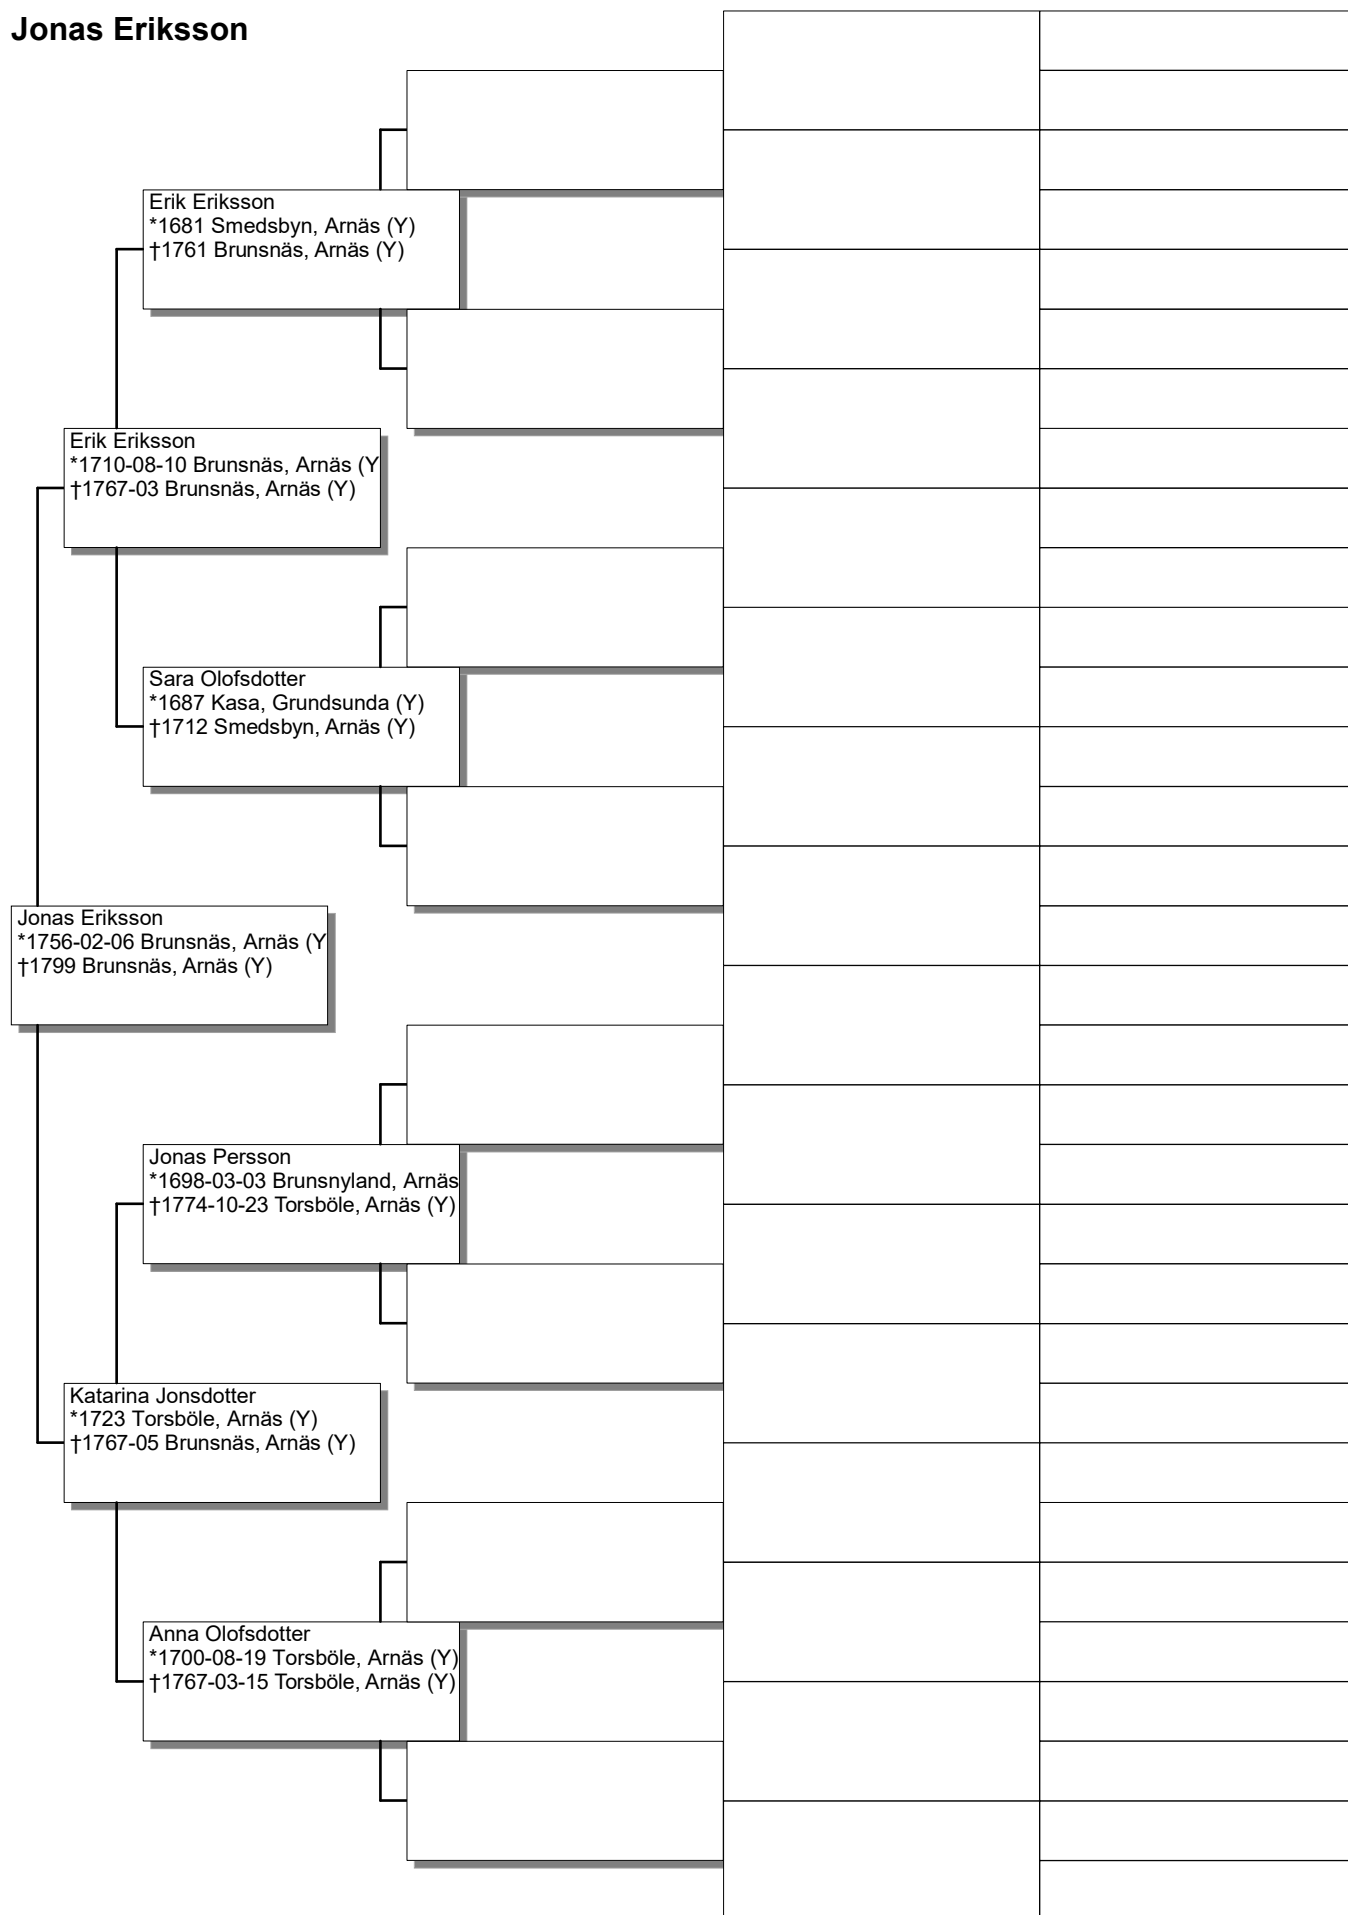 Jonas Eriksson
Erik Eriksson
*1681 Smedsbyn, Arnäs (Y)
†1761 Brunsnäs, Arnäs (Y)
Erik Eriksson
*1710-08-10 Brunsnäs, Arnäs (Y
†1767-03 Brunsnäs, Arnäs (Y)
Sara Olofsdotter
*1687 Kasa, Grundsunda (Y)
†1712 Smedsbyn, Arnäs (Y)
Jonas Eriksson
*1756-02-06 Brunsnäs, Arnäs (Y
†1799 Brunsnäs, Arnäs (Y)
Jonas Persson
*1698-03-03 Brunsnyland, Arnäs
†1774-10-23 Torsböle, Arnäs (Y)
Katarina Jonsdotter
*1723 Torsböle, Arnäs (Y)
†1767-05 Brunsnäs, Arnäs (Y)
Anna Olofsdotter
*1700-08-19 Torsböle, Arnäs (Y)
†1767-03-15 Torsböle, Arnäs (Y)